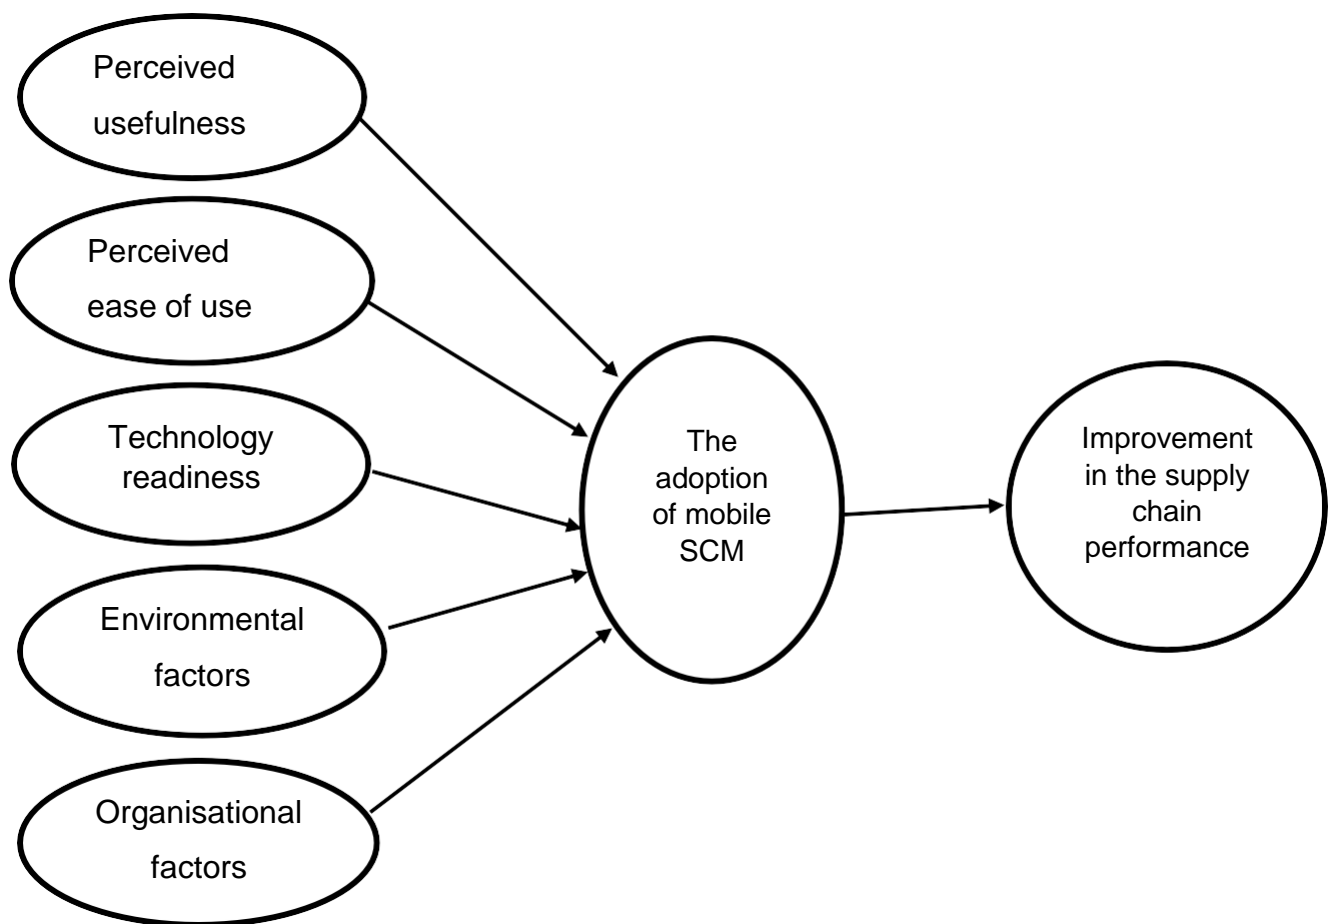 Perceived
usefulness
Perceived
ease of use
Technology
readiness
Environmental
factors
Organisational
factors
The
adoption
of mobile
SCM
Improvement
in the supply
chain
performance